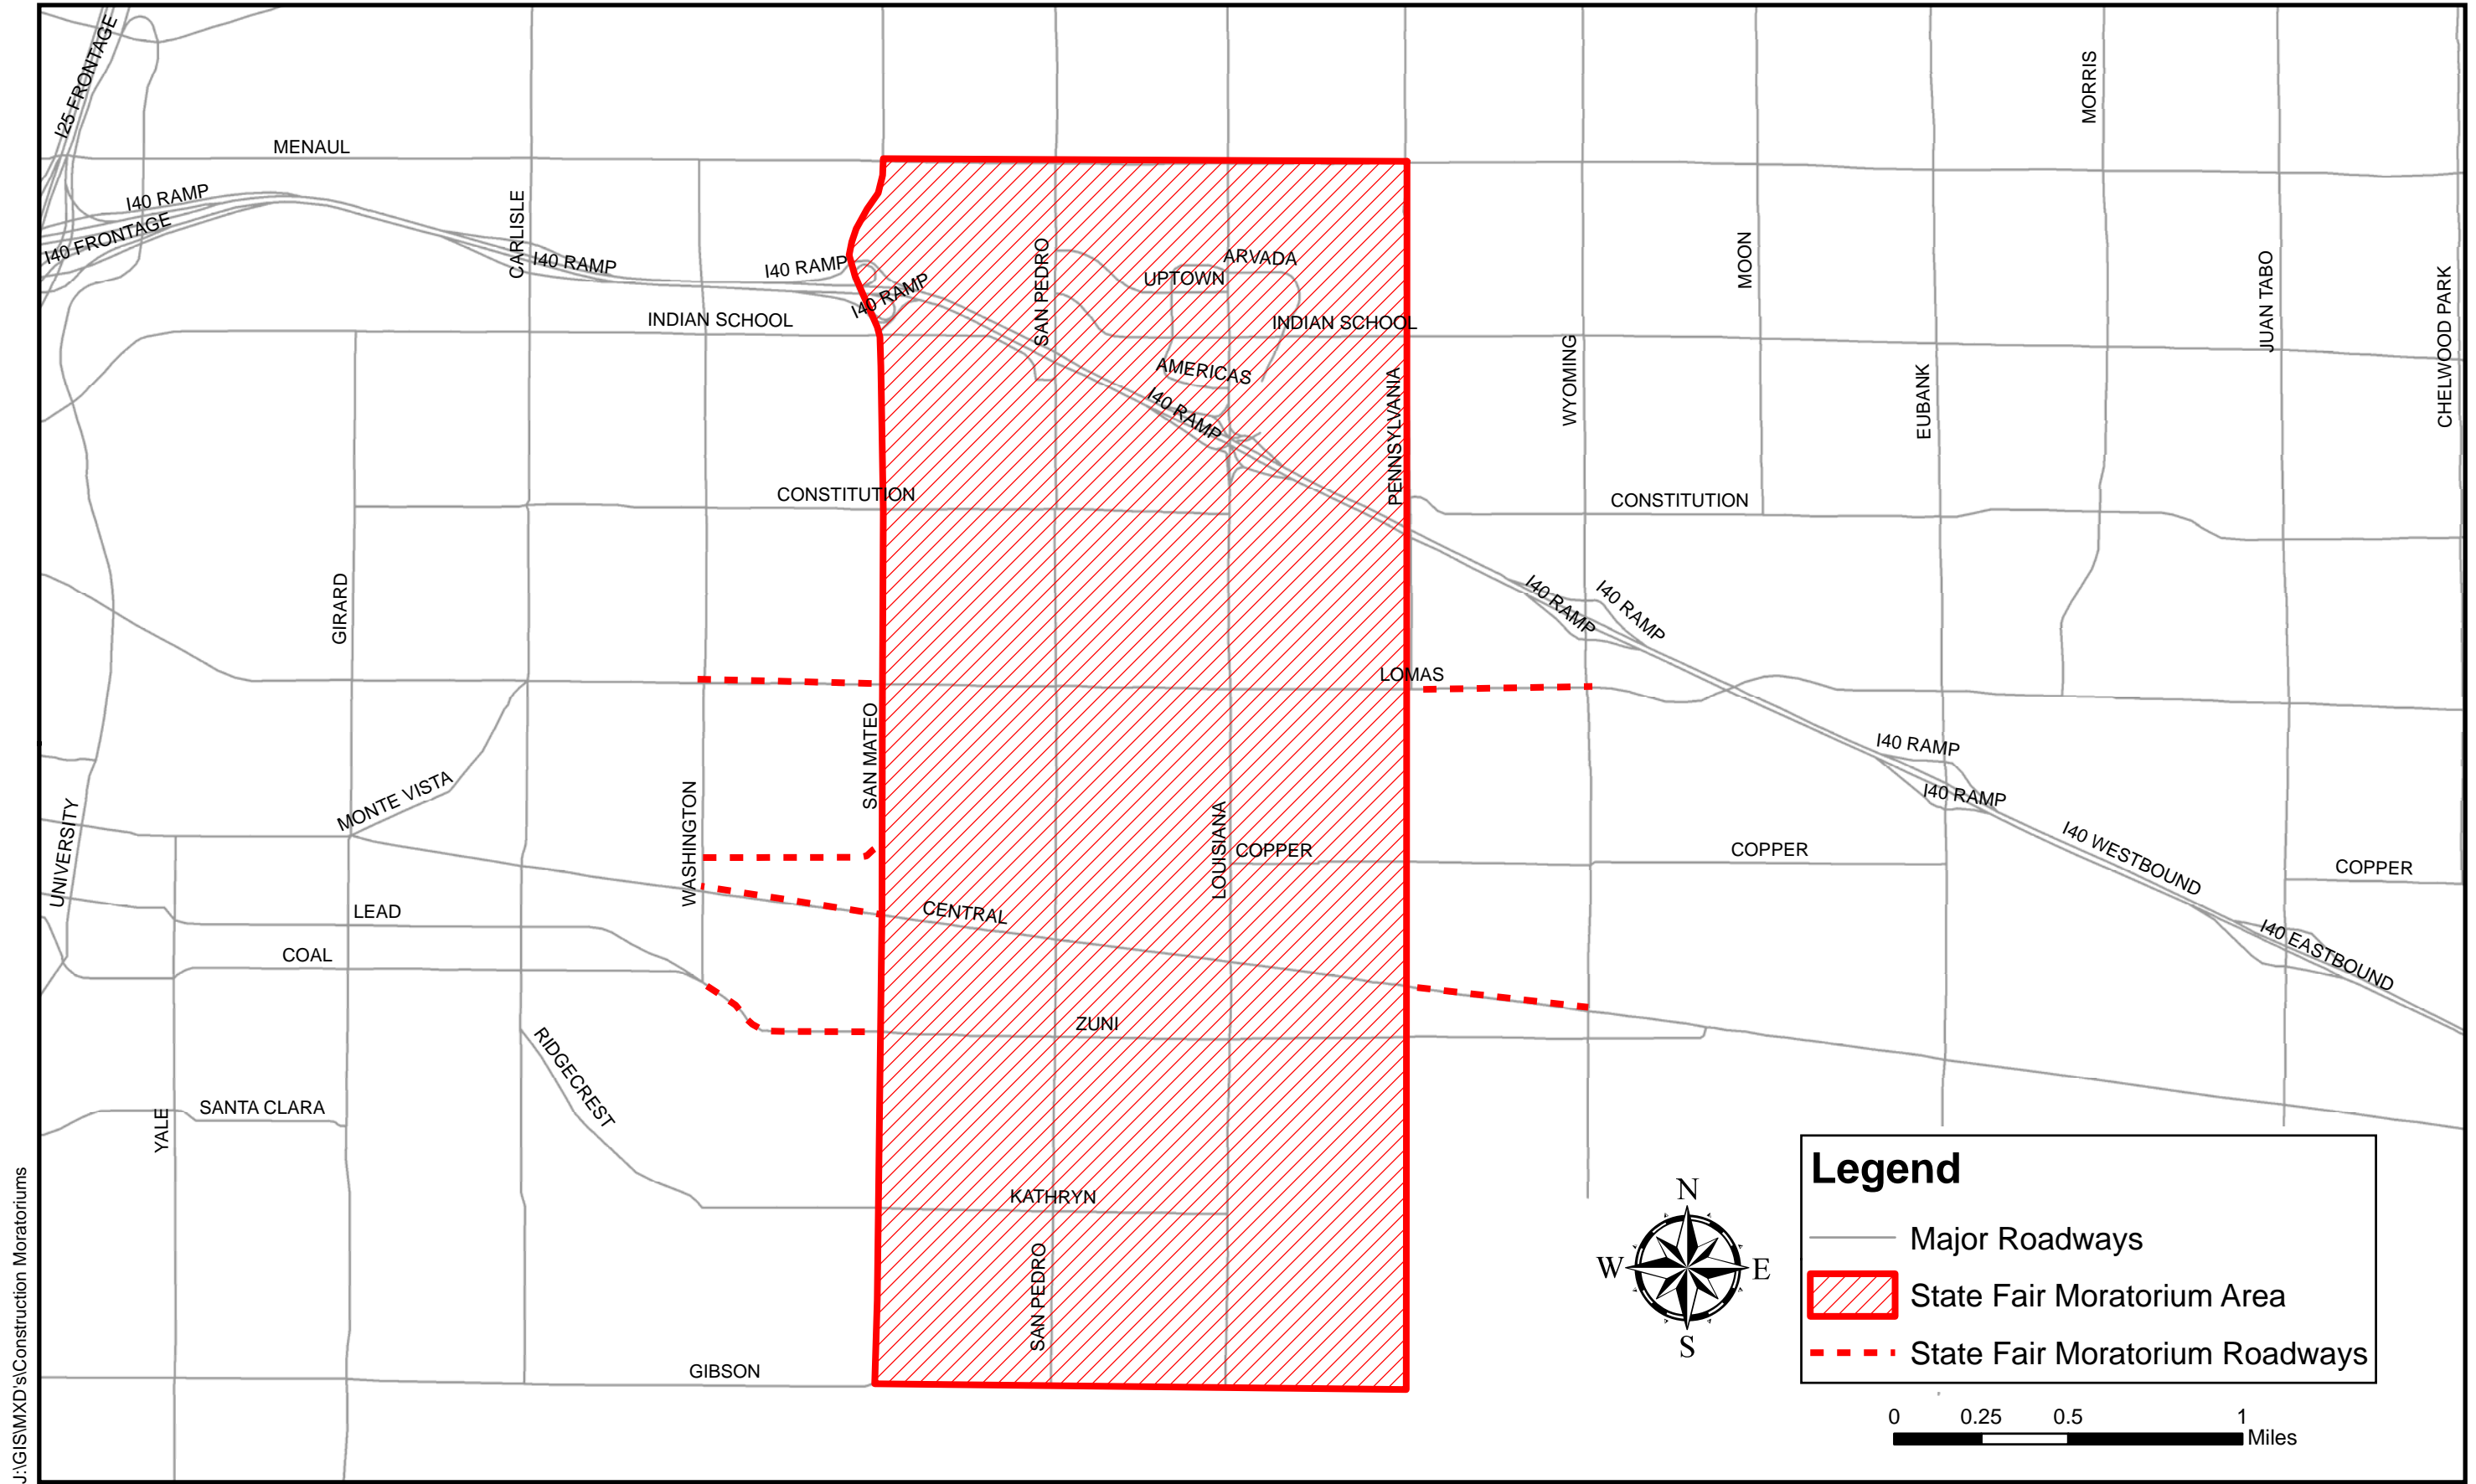 I25 FRONTAGE
MORRIS
MENAUL
I40 RAMP
I40 FRONTAGE
CARLISLE
I40 RAMP
I40 RAMP
I40 RAMP
SAN PEDRO
ARVADA
UPTOWN
MOON
JUAN TABO
CHELWOOD PARK
INDIAN SCHOOL
INDIAN SCHOOL
WYOMING
AMERICAS
EUBANK
PENNSYLVANIA
I40 RAMP
CONSTITUTION
CONSTITUTION
GIRARD
I40 RAMP
I40 RAMP
LOMAS
SAN MATEO
I40 RAMP
MONTE VISTA
I40 RAMP
UNIVERSITY
WASHINGTON
LOUISIANA
COPPER
COPPER
I40 WESTBOUND
COPPER
LEAD
CENTRAL
COAL
I40 EASTBOUND
ZUNI
RIDGECREST
YALE
SANTA CLARA
KATHRYN
SAN PEDRO
GIBSON
N
W
E
S
Legend
Major Roadways
State Fair Moratorium Area
State Fair Moratorium Roadways
0 0.25 0.5 1
Miles
J:\GIS\MXD's\Construction Moratoriums